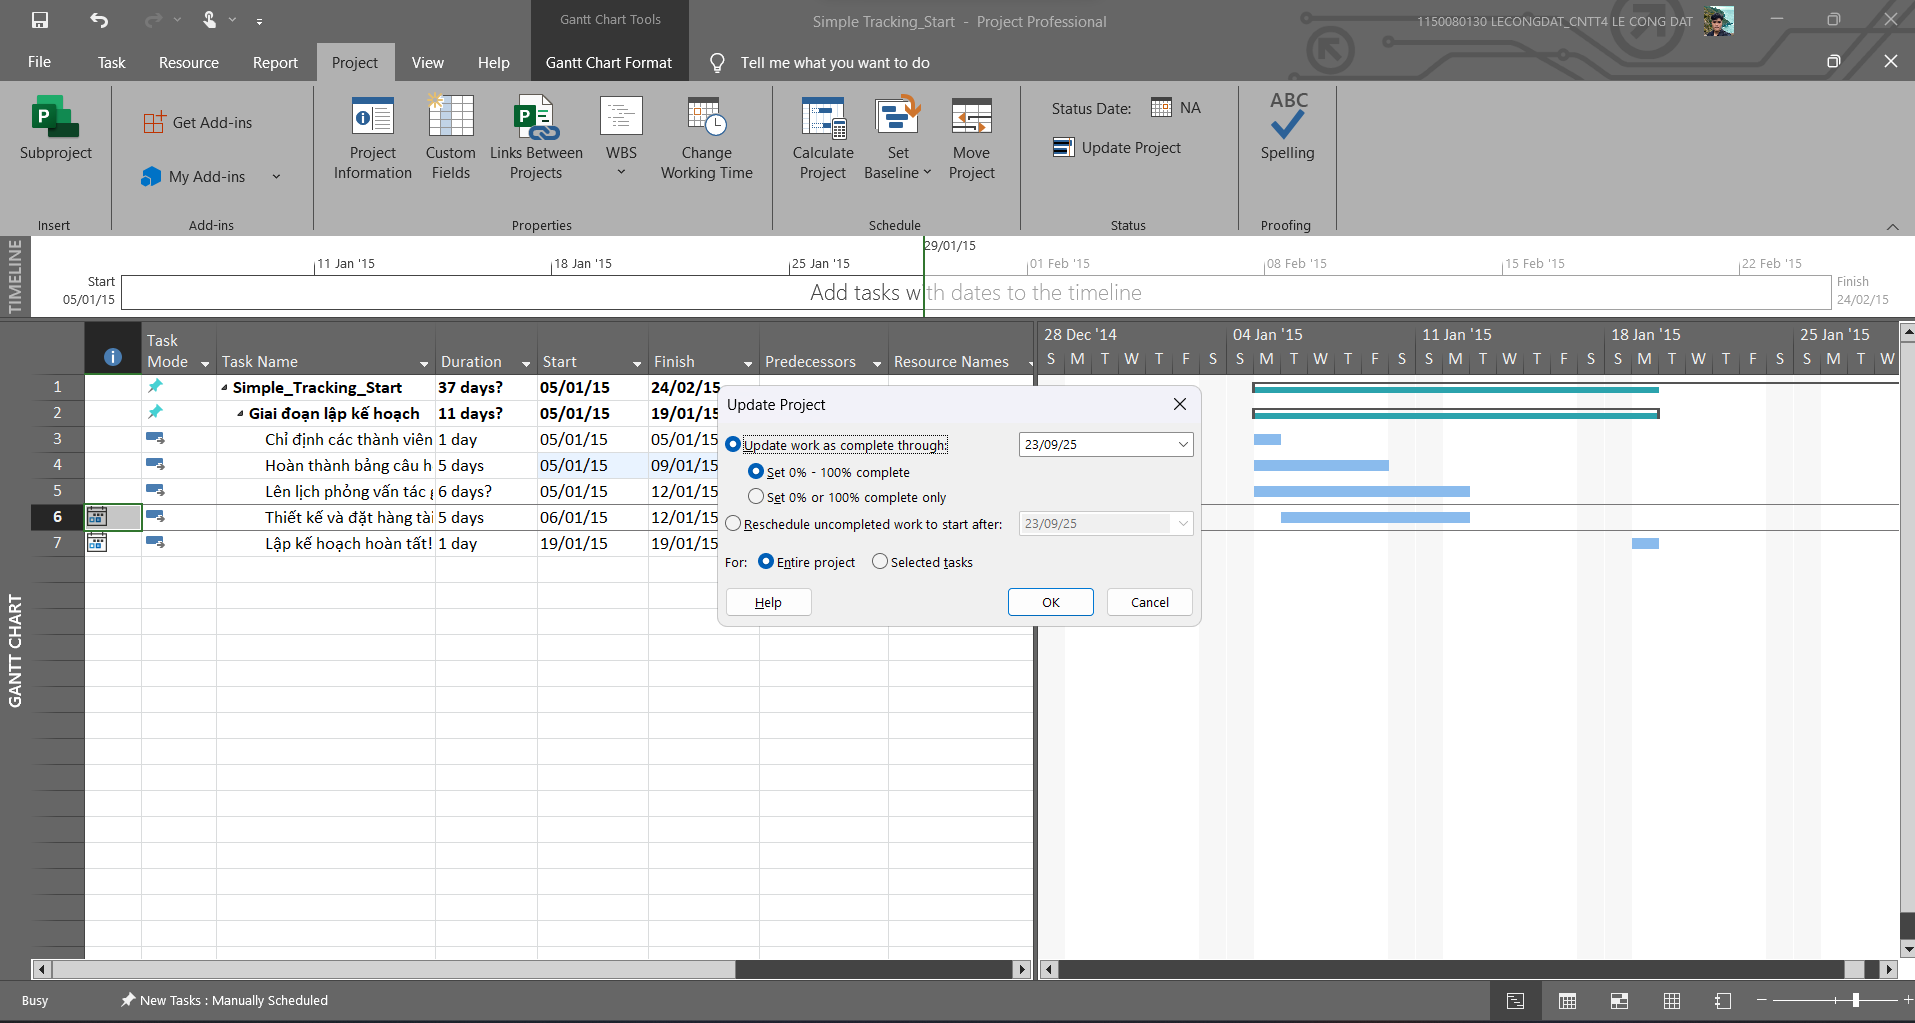 Gantt Chart Tools
Simple Tracking_Start - Project Professional
1150080130 LECONGDAT_CNTT4 LE CONG DAT
File Task Resource Report Project View Help Gantt Chart Format Tell me what you want to do
Subproject
Insert
Get Add-ins
My Add-ins
Add-ins
Project Information
Custom Fields
Links Between Projects
WBS
Change Working Time
Properties
Calculate Project
Set Baseline
Move Project
Schedule
Status Date: NA
Update Project
Status
ABC
Spelling
Proofing
TIMELINE
29/01/15
11 Jan '15 18 Jan '15 25 Jan '15 01 Feb '15 08 Feb '15 15 Feb '15 22 Feb '15
Start
05/01/15
Add tasks with dates to the timeline
Finish
24/02/15
GANTT CHART
Task Mode Task Name Duration Start Finish Predecessors Resource Names
28 Dec '14 04 Jan '15 11 Jan '15 18 Jan '15 25 Jan '15
S M T W T F S S M T W T F S S M T W T F S S M T W T F S S M T W
1 Simple_Tracking_Start 37 days? 05/01/15 24/02/15
2 Giai đoạn lập kế hoạch 11 days? 05/01/15 19/01/15
3 Chỉ định các thành viên 1 day 05/01/15 05/01/15
4 Hoàn thành bảng câu h 5 days 05/01/15 09/01/15
5 Lên lịch phỏng vấn tác g 6 days? 05/01/15 12/01/15
6 Thiết kế và đặt hàng tài 5 days 06/01/15 12/01/15
7 Lập kế hoạch hoàn tất! 1 day 19/01/15 19/01/15
Update Project
Update work as complete through: 23/09/25
Set 0% - 100% complete
Set 0% or 100% complete only
Reschedule uncompleted work to start after: 23/09/25
For: Entire project Selected tasks
Help OK Cancel
Busy New Tasks : Manually Scheduled